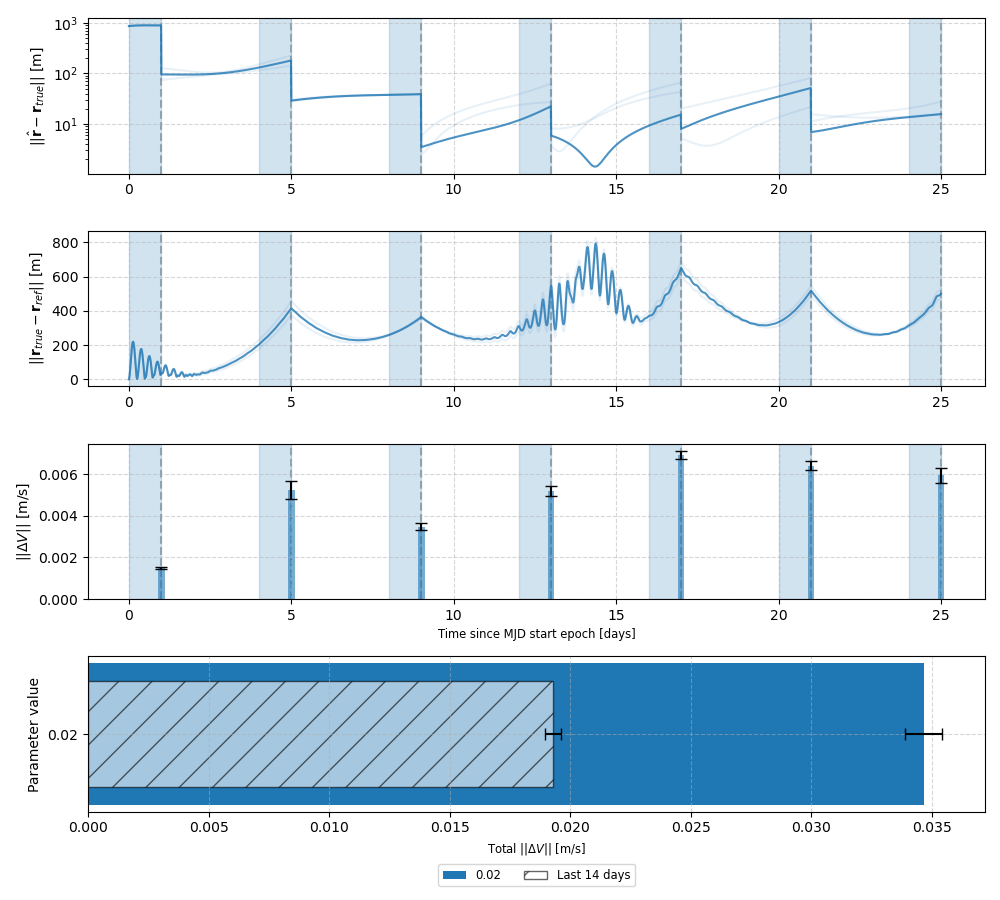 ||r̂ − r_true|| [m]
10³
10²
10¹
0 5 10 15 20 25
||r_true − r_ref|| [m]
800
600
400
200
0
0 5 10 15 20 25
||ΔV|| [m/s]
0.006
0.004
0.002
0.000
0 5 10 15 20 25
Time since MJD start epoch [days]
Parameter value
0.02
0.000 0.005 0.010 0.015 0.020 0.025 0.030 0.035
Total ||ΔV|| [m/s]
0.02 Last 14 days